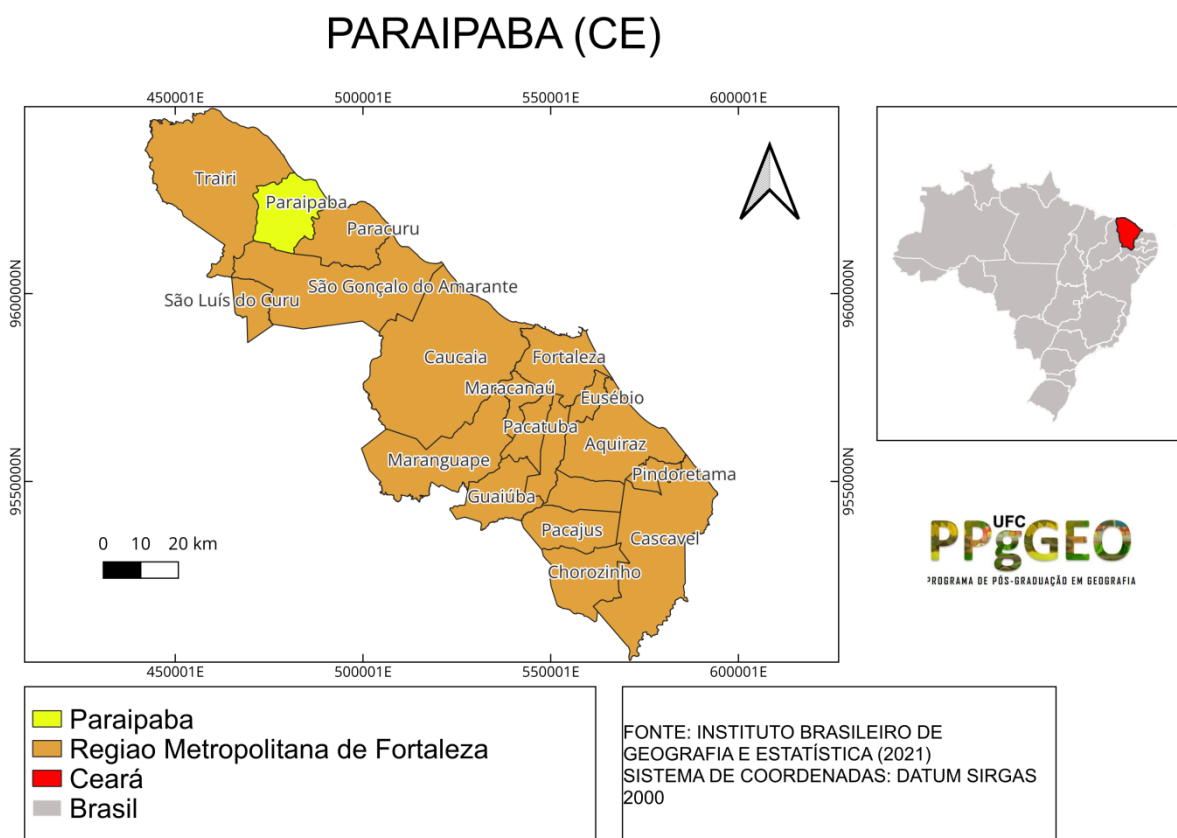 PARAIPABA (CE)
450001E
500001E
550001E
600001E
9600000N
9550000N
9600000N
9550000N
Trairi
Paraipaba
Paracuru
São Gonçalo do Amarante
São Luís do Curu
Caucaia
Fortaleza
Maracanaú
Eusébio
Pacatuba
Aquiraz
Maranguape
Pindoretama
Guaiúba
Pacajus
Cascavel
Chorozinho
0 10 20 km
450001E
500001E
550001E
600001E
UFC
PPgGEO
PROGRAMA DE PÓS-GRADUAÇÃO EM GEOGRAFIA
Paraipaba
Regiao Metropolitana de Fortaleza
Ceará
Brasil
FONTE: INSTITUTO BRASILEIRO DE
GEOGRAFIA E ESTATÍSTICA (2021)
SISTEMA DE COORDENADAS: DATUM SIRGAS
2000